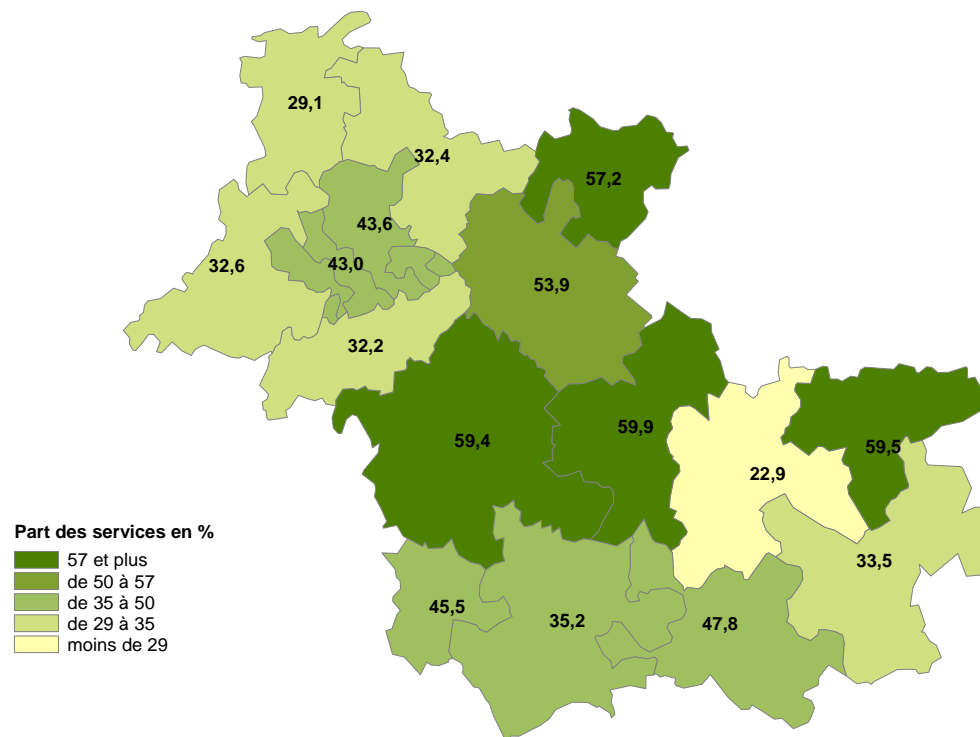 29,1
32,4
57,2
43,6
32,6
43,0
53,9
32,2
59,4
59,9
59,5
22,9
33,5
45,5
35,2
47,8
Part des services en %
57 et plus
de 50 à 57
de 35 à 50
de 29 à 35
moins de 29